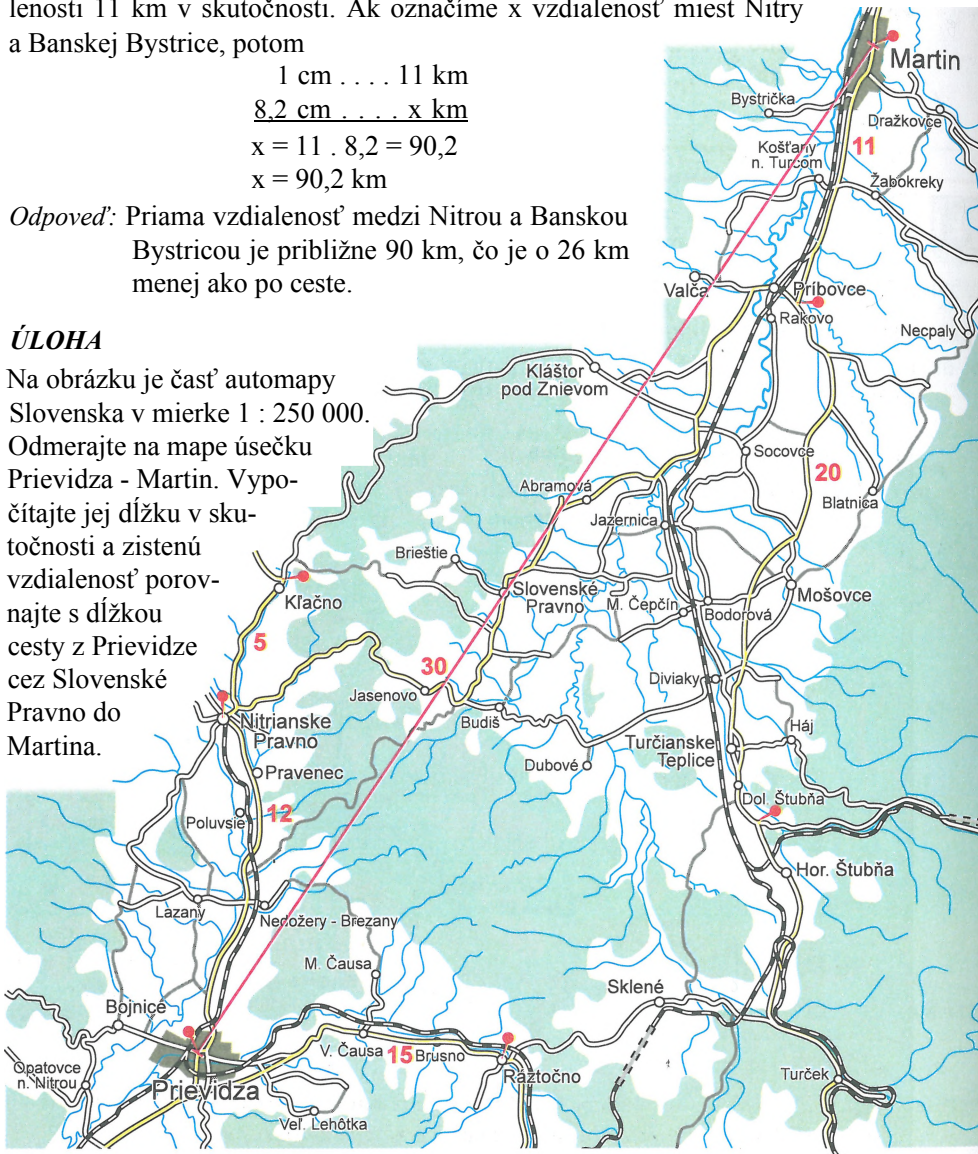 lenosti 11 km v skutočnosti. Ak označíme x vzdialenosť miest Nitry
a Banskej Bystrice, potom
1 cm . . . . 11 km
8,2 cm . . . . x km
x = 11 . 8,2 = 90,2
x = 90,2 km
Odpoveď: Priama vzdialenosť medzi Nitrou a Banskou
Bystricou je približne 90 km, čo je o 26 km
menej ako po ceste.
ÚLOHA
Na obrázku je časť automapy
Slovenska v mierke 1 : 250 000.
Odmerajte na mape úsečku
Prievidza - Martin. Vypo-
čítajte jej dĺžku v sku-
točnosti a zistenú
vzdialenosť porov-
najte s dĺžkou
cesty z Prievidze
cez Slovenské
Pravno do
Martina.
Martin
Bystrička
Dražkovce
Košťany
n. Turcom
11
Žabokreky
Valča
Príbovce
Rakovo
Necpaly
Kláštor
pod Znievom
Socovce
20
Abramová
Blatnica
Jazernica
Brieštie
Slovenské
Pravno
M. Čepčín
Bodorová
Mošovce
Kľačno
5
30
Jasenovo
Budiš
Diviaky
Nitrianske
Pravno
Dubové
Turčianske
Teplice
Háj
Pravenec
Poluvsie
12
Dol. Štubňa
Hor. Štubňa
Lazany
Nedožery - Brezany
M. Čausa
Sklené
Bojnice
V. Čausa
15
Brusno
Ráztočno
Opatovce
n. Nitrou
Prievidza
Turček
Veľ. Lehôtka